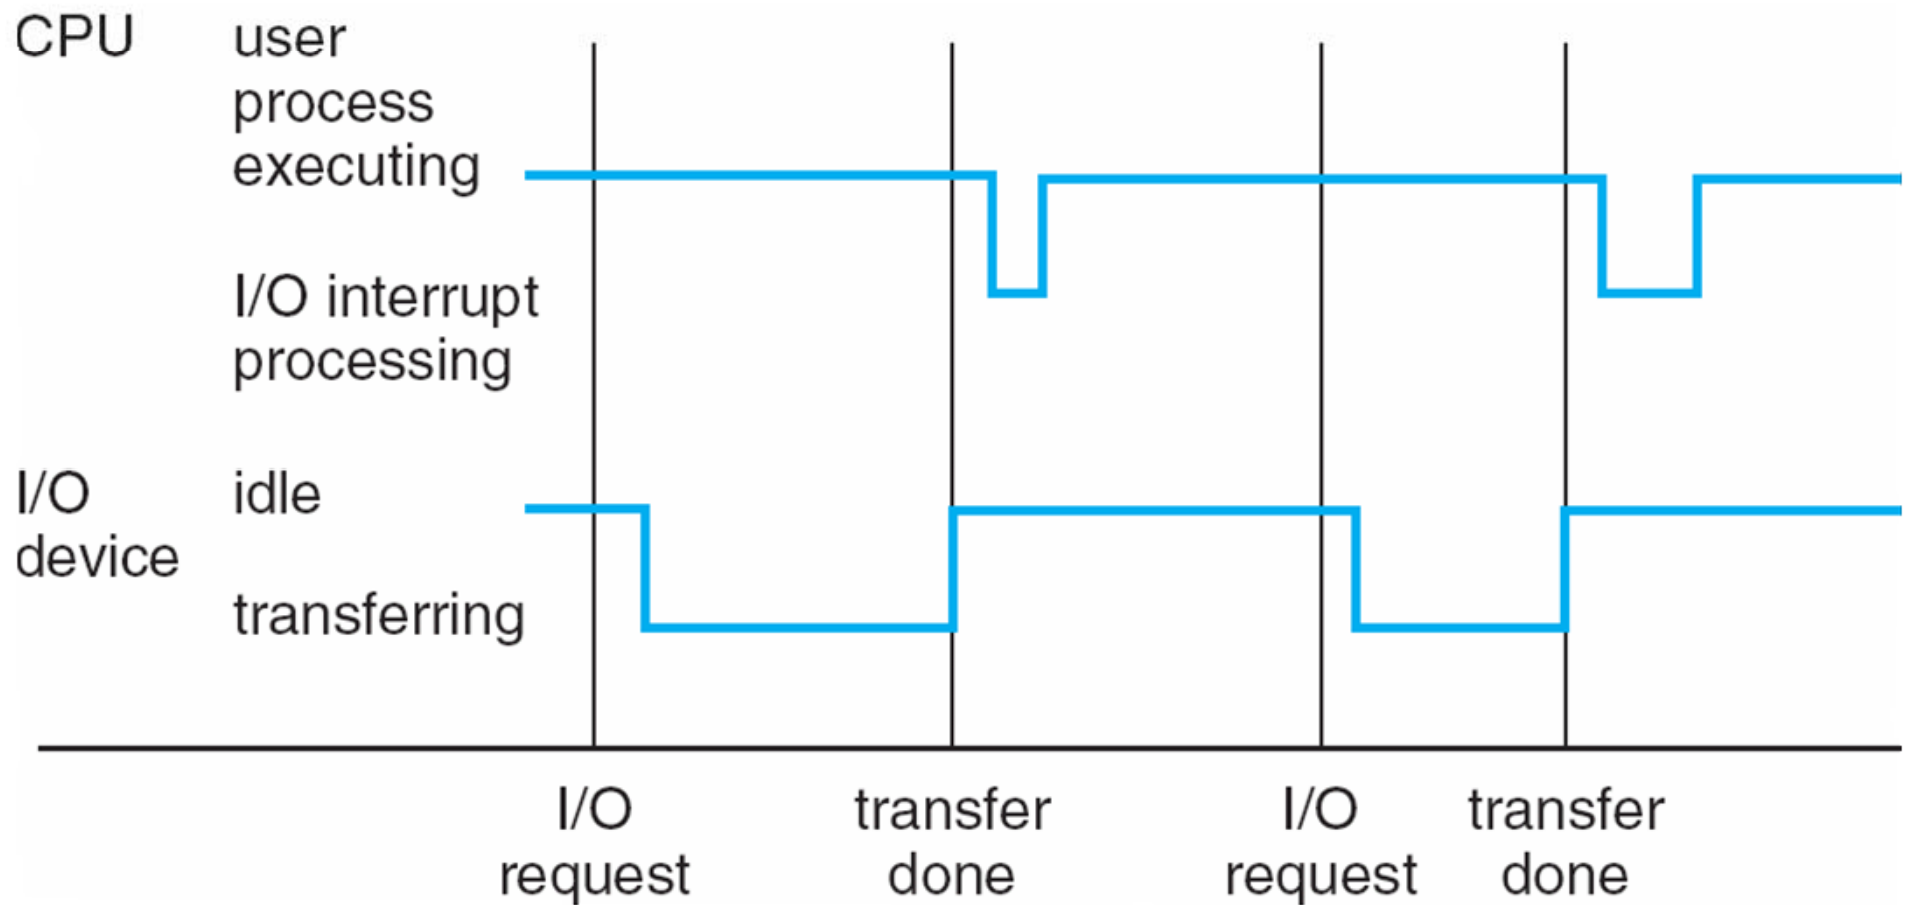 CPU
user
process
executing
I/O interrupt
processing
I/O
device
idle
transferring
I/O
request
transfer
done
I/O
request
transfer
done